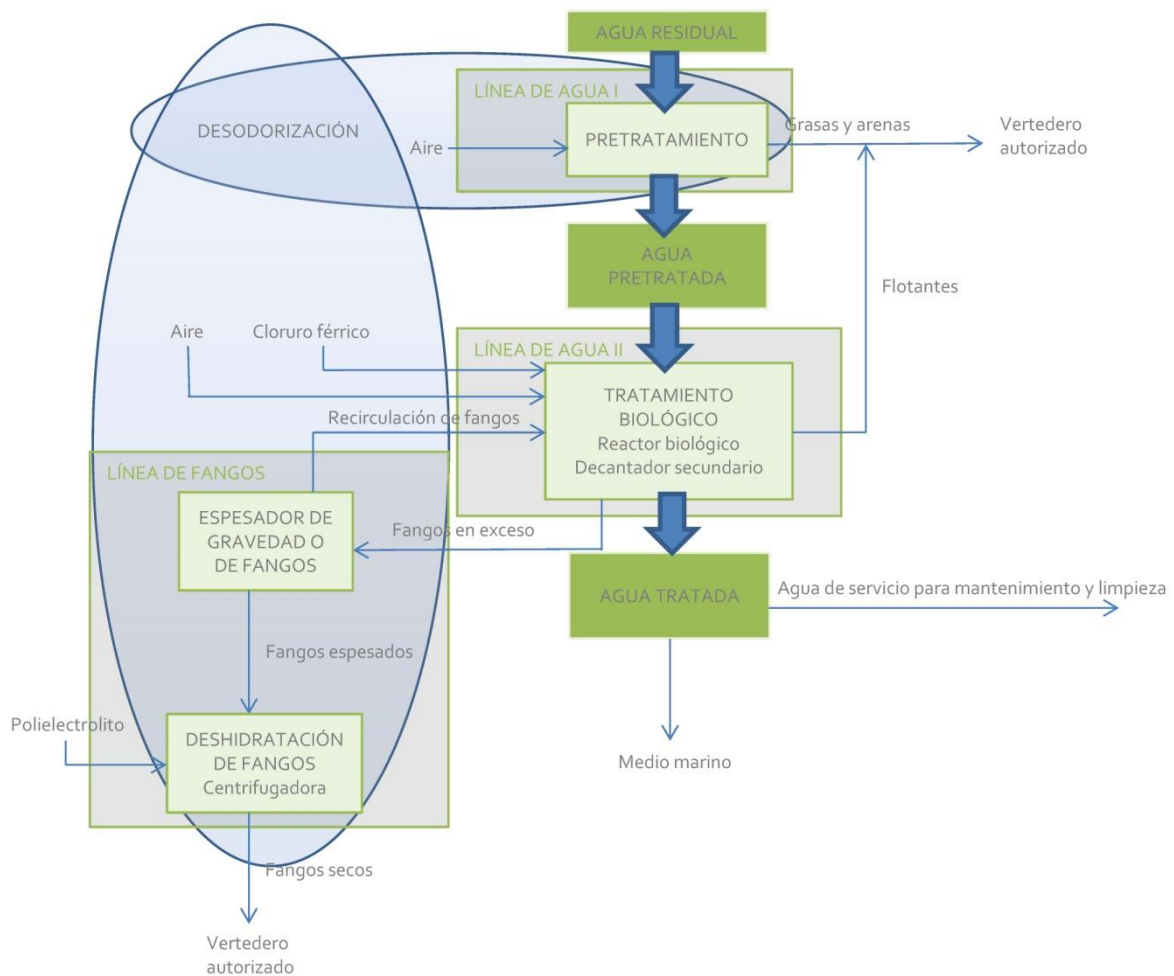 AGUA RESIDUAL
LÍNEA DE AGUA I
DESODORIZACIÓN
Aire
PRETRATAMIENTO
Grasas y arenas
Vertedero
autorizado
AGUA
PRETRATADA
Flotantes
Aire
Cloruro férrico
LÍNEA DE AGUA II
TRATAMIENTO
BIOLÓGICO
Reactor biológico
Decantador secundario
Recirculación de fangos
LÍNEA DE FANGOS
ESPESADOR DE
GRAVEDAD O
DE FANGOS
Fangos en exceso
AGUA TRATADA
Agua de servicio para mantenimiento y limpieza
Fangos espesados
Polielectrolito
DESHIDRATACIÓN
DE FANGOS
Centrifugadora
Medio marino
Fangos secos
Vertedero
autorizado